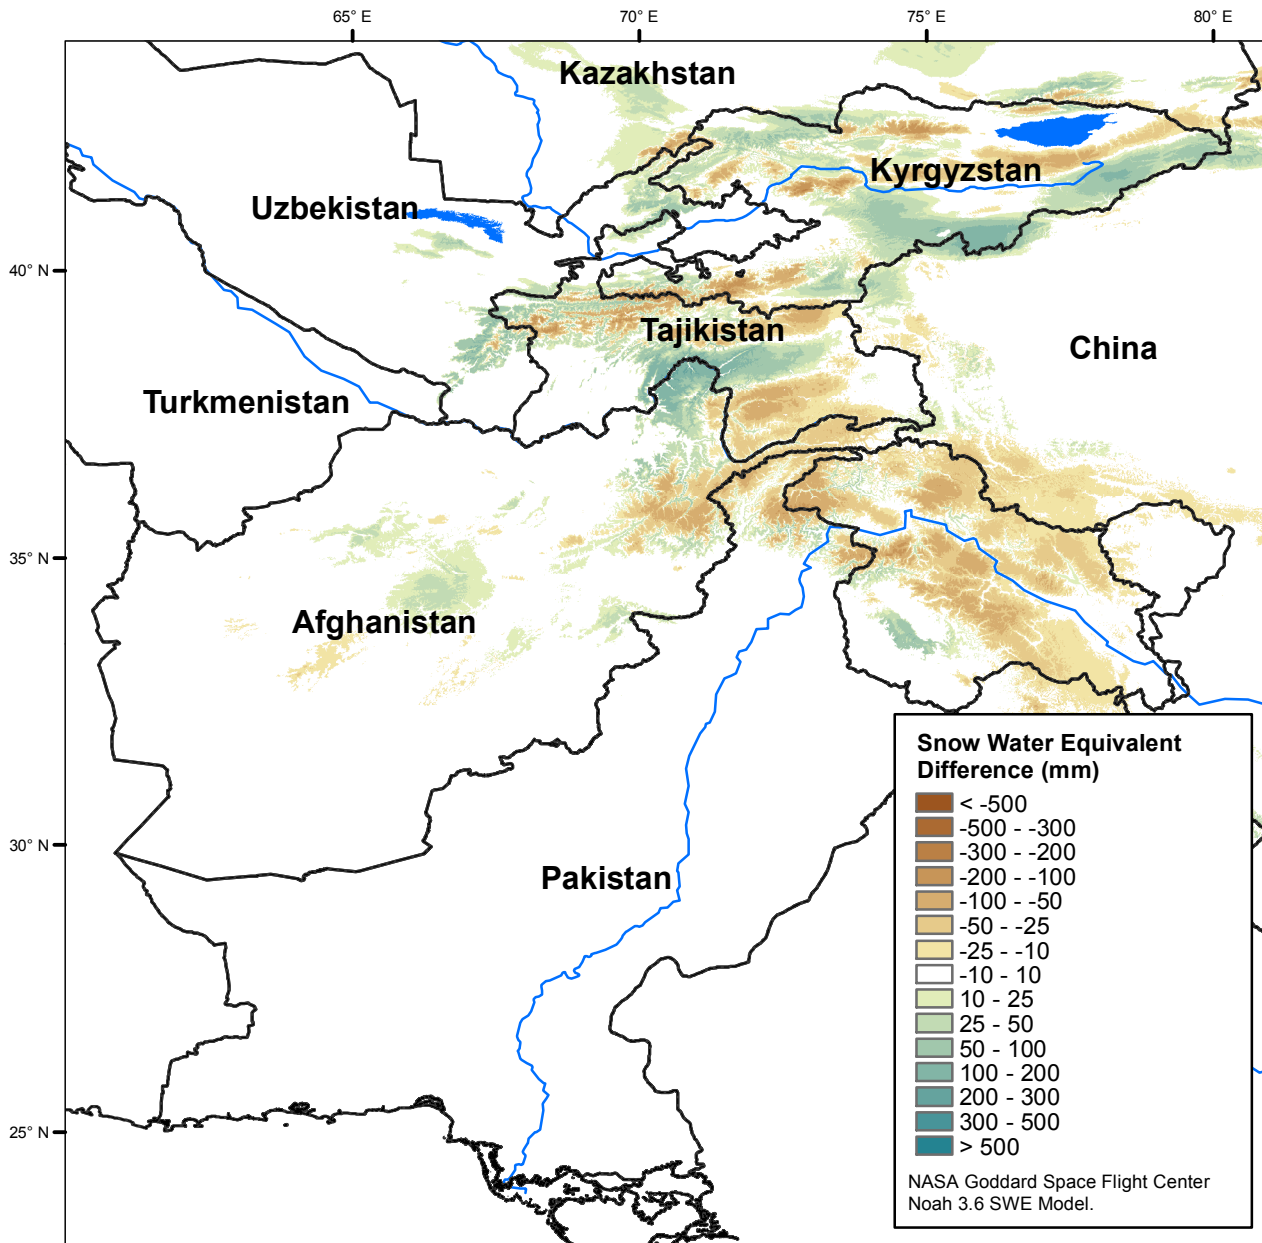 65° E
70° E
75° E
80° E
Kazakhstan
Kyrgyzstan
Uzbekistan
40° N
Tajikistan
China
Turkmenistan
35° N
Afghanistan
30° N
Pakistan
25° N
Snow Water Equivalent
Difference (mm)
< -500
-500 - -300
-300 - -200
-200 - -100
-100 - -50
-50 - -25
-25 - -10
-10 - 10
10 - 25
25 - 50
50 - 100
100 - 200
200 - 300
300 - 500
> 500
NASA Goddard Space Flight Center
Noah 3.6 SWE Model.